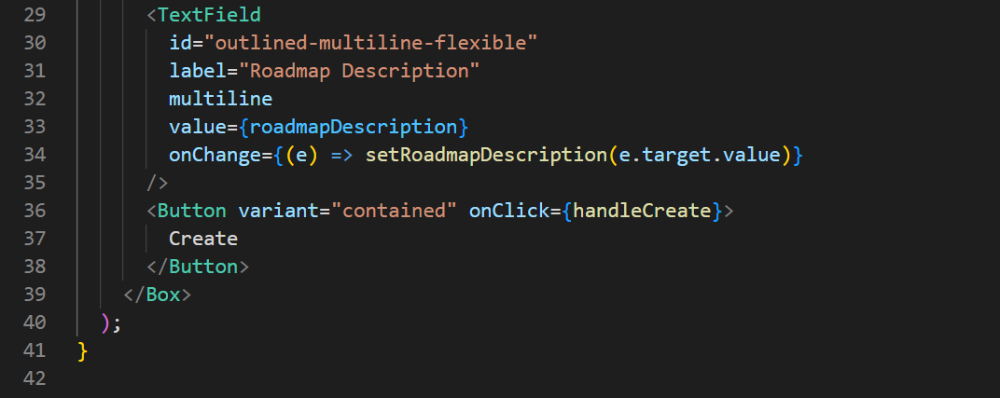 29 <TextField
30 id="outlined-multiline-flexible"
31 label="Roadmap Description"
32 multiline
33 value={roadmapDescription}
34 onChange={(e) => setRoadmapDescription(e.target.value)}
35 />
36 <Button variant="contained" onClick={handleCreate}>
37 Create
38 </Button>
39 </Box>
40 );
41 }
42